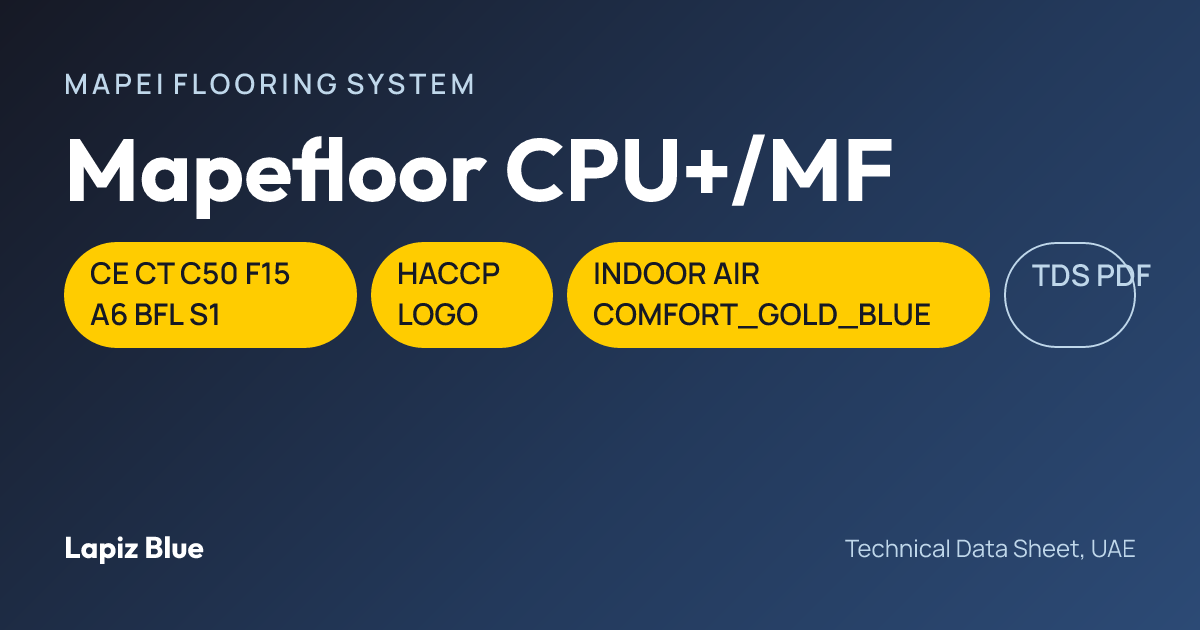 MAPEI FLOORING SYSTEM
Mapefloor CPU+/MF
CE CT C50 F15
A6 BFL S1
HACCP
LOGO
INDOOR AIR
COMFORT_GOLD_BLUE
TDS PDF
Lapiz Blue
Technical Data Sheet, UAE